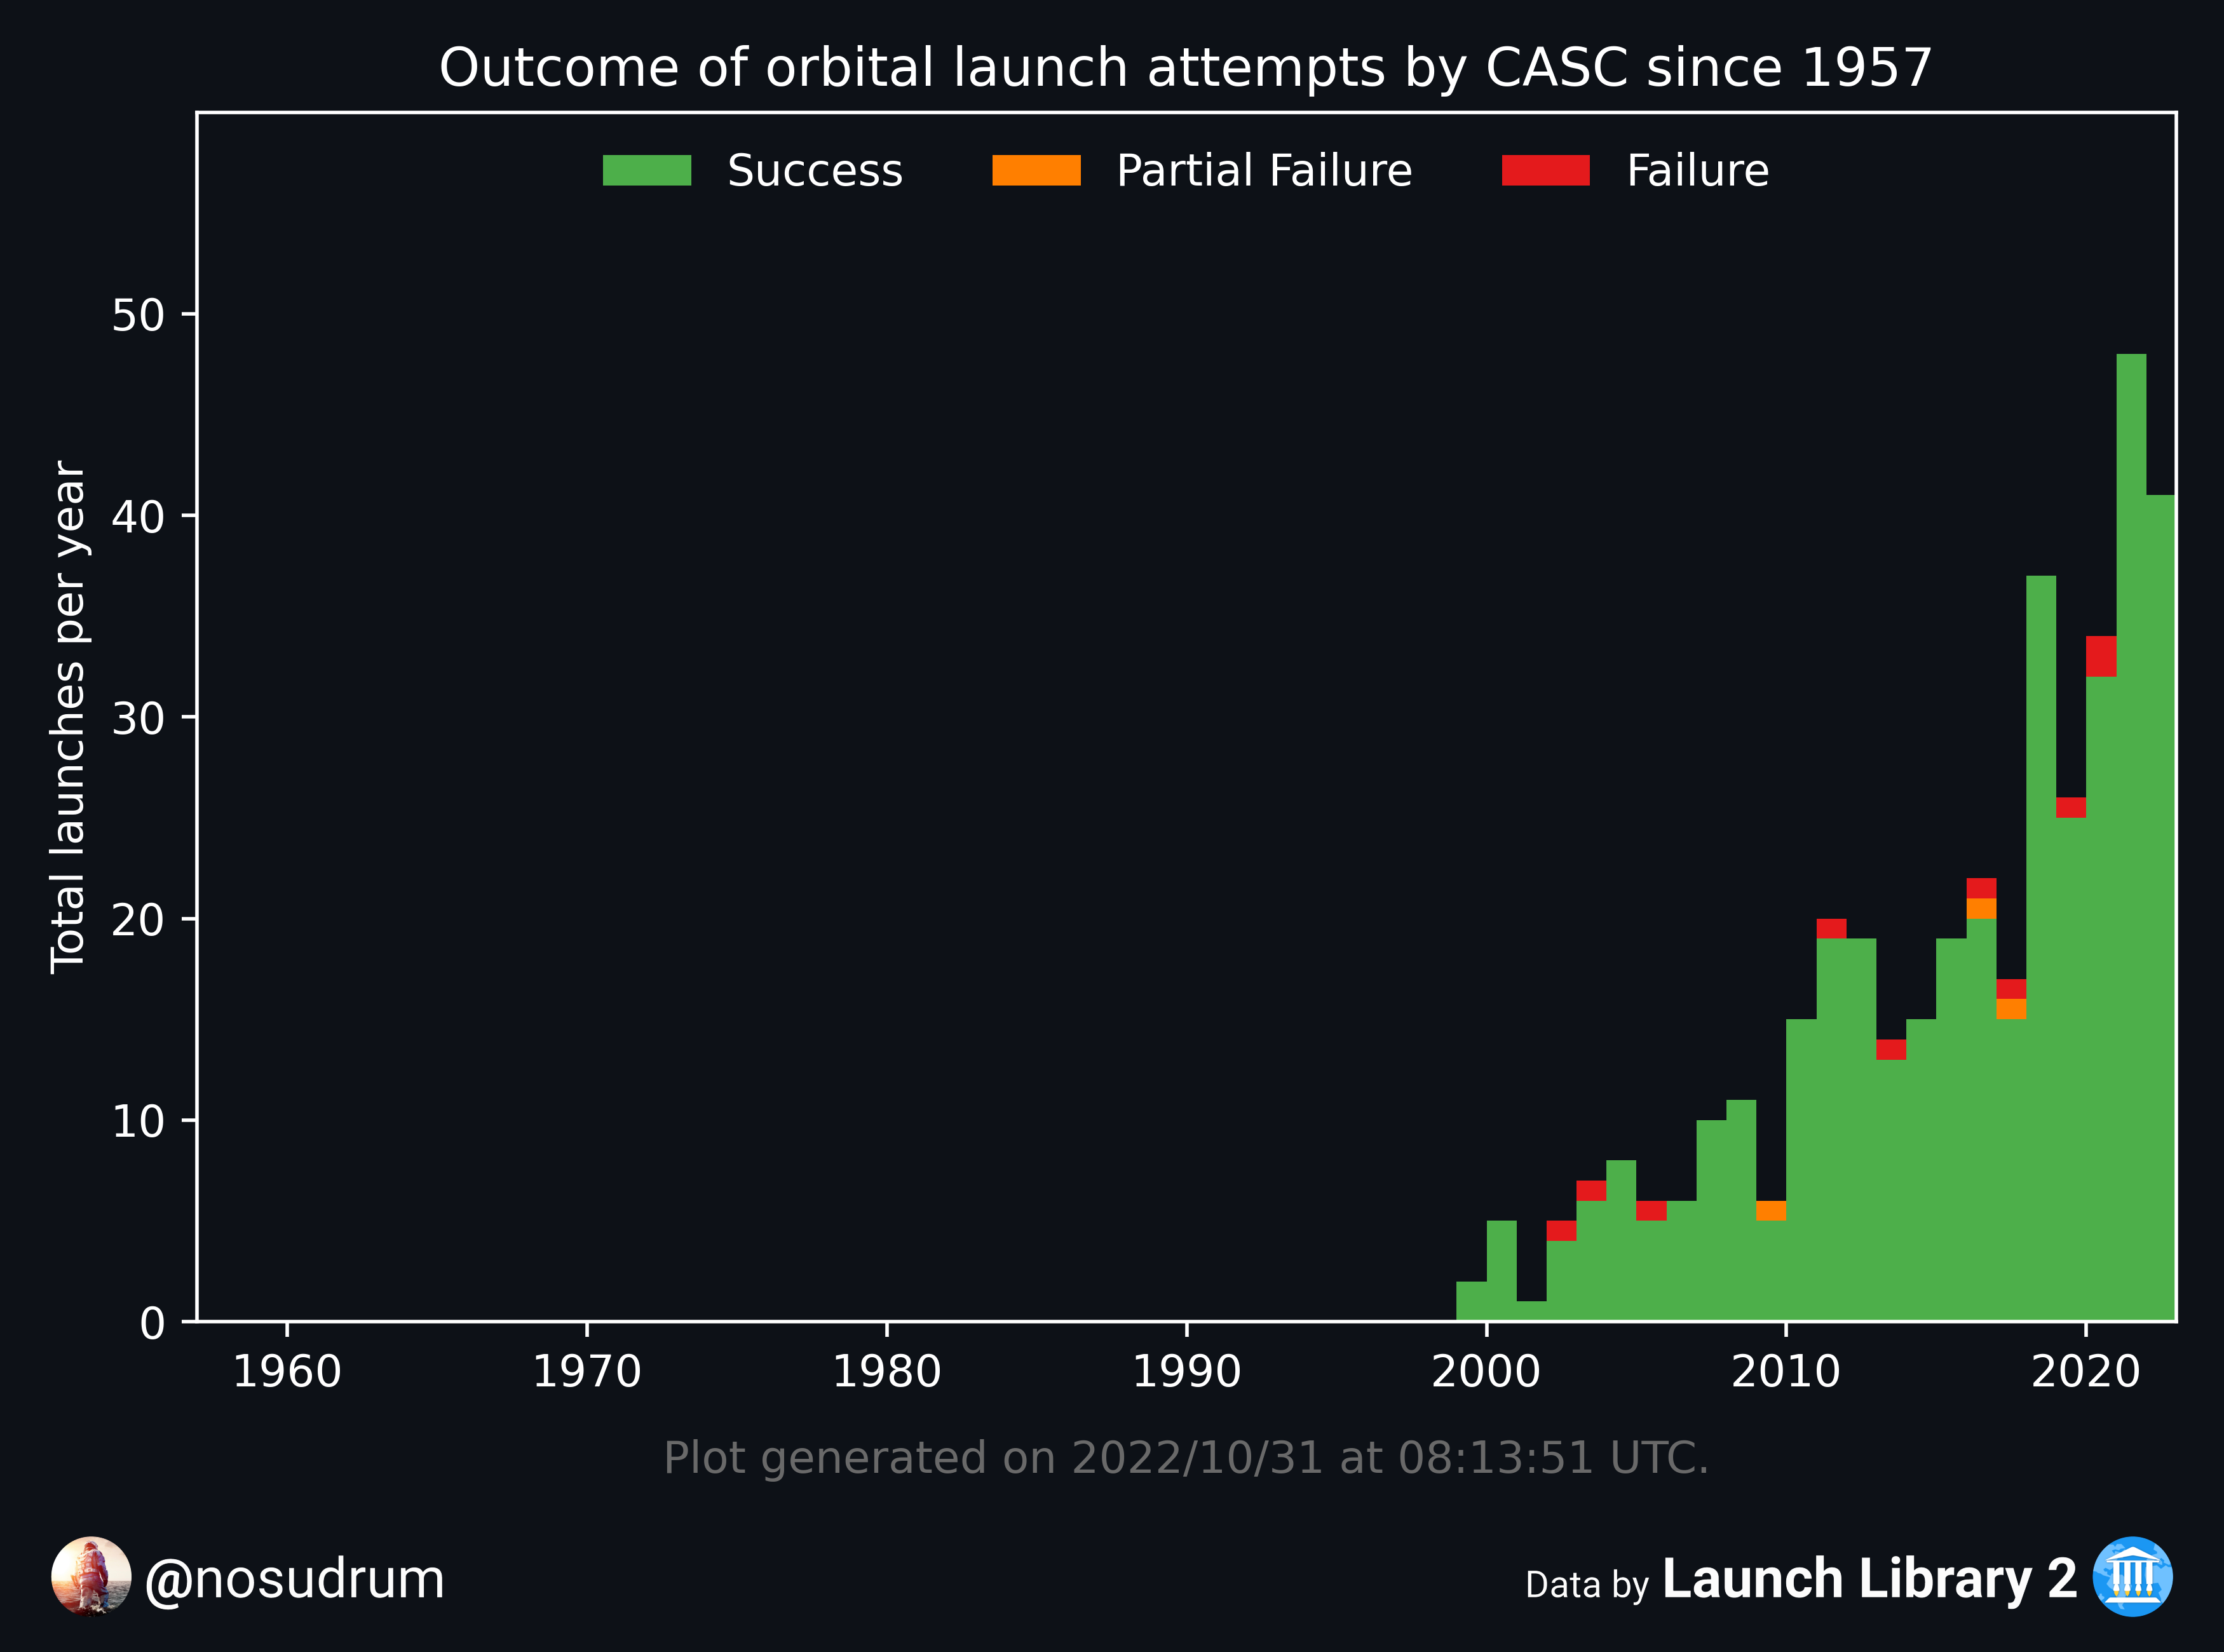 Outcome of orbital launch attempts by CASC since 1957
Success Partial Failure Failure
Total launches per year
50
40
30
20
10
0
1960 1970 1980 1990 2000 2010 2020
Plot generated on 2022/10/31 at 08:13:51 UTC.
@nosudrum Data by Launch Library 2